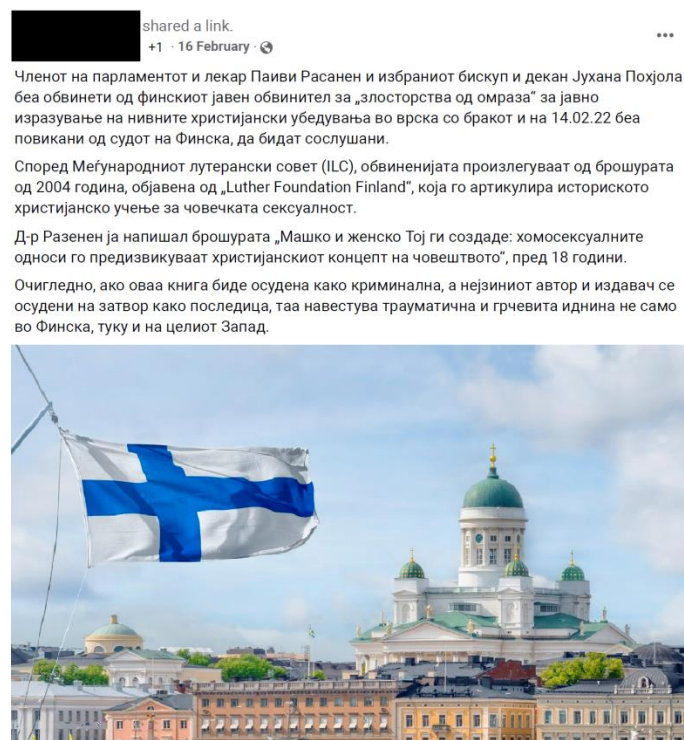 shared a link.
+1 · 16 February ·
Членот на парламентот и лекар Паиви Расанен и избраниот бискуп и декан Јухана Похјола
беа обвинети од финскиот јавен обвинител за „злосторства од омраза“ за јавно
изразување на нивните христијански убедувања во врска со бракот и на 14.02.22 беа
повикани од судот на Финска, да бидат сослушани.
Според Меѓународниот лутерански совет (ILC), обвиненијата произлегуваат од брошурата
од 2004 година, објавена од „Luther Foundation Finland“, која го артикулира историското
христијанско учење за човечката сексуалност.
Д-р Разенен ја напишал брошурата „Машко и женско Тој ги создаде: хомосексуалните
односи го предизвикуваат христијанскиот концепт на човештвото“, пред 18 години.
Очигледно, ако оваа книга биде осудена како криминална, а нејзиниот автор и издавач се
осудени на затвор како последица, таа навестува трауматична и грчевита иднина не само
во Финска, туку и на целиот Запад.